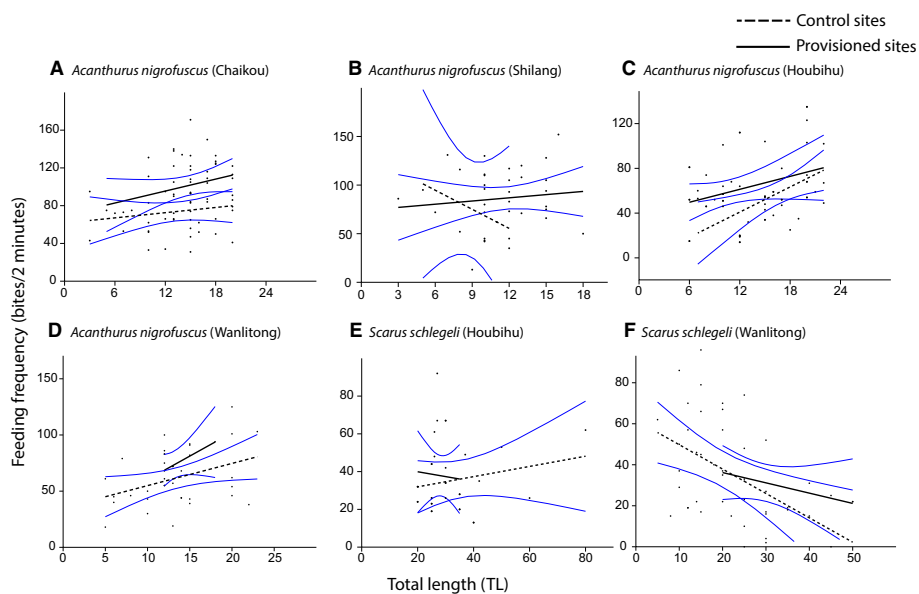 Control sites
Provisioned sites
A Acanthurus nigrofuscus (Chaikou)
B Acanthurus nigrofuscus (Shilang)
C Acanthurus nigrofuscus (Houbihu)
160
120
80
40
0
0 6 12 18 24
150
100
50
0
0 3 6 9 12 15 18
120
80
40
0
0 6 12 18 24
D Acanthurus nigrofuscus (Wanlitong)
E Scarus schlegeli (Houbihu)
F Scarus schlegeli (Wanlitong)
150
100
50
0
0 5 10 15 20 25
80
60
40
20
0
0 20 40 60 80
80
60
40
20
0
0 10 20 30 40 50
Feeding frequency (bites/2 minutes)
Total length (TL)